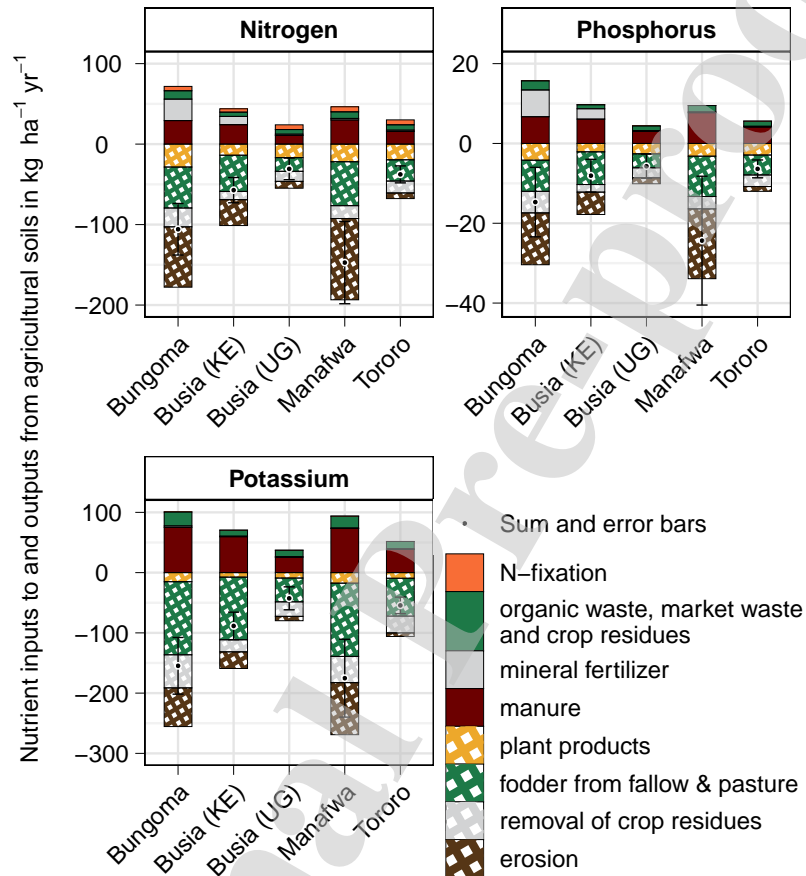 Nutrient inputs to and outputs from agricultural soils in kg ha⁻¹ yr⁻¹
Nitrogen
100
0
−100
−200
Bungoma
Busia (KE)
Busia (UG)
Manafwa
Tororo
Phosphorus
20
0
−20
−40
Bungoma
Busia (KE)
Busia (UG)
Manafwa
Tororo
Potassium
100
0
−100
−200
−300
Bungoma
Busia (KE)
Busia (UG)
Manafwa
Tororo
Sum and error bars
N−fixation
organic waste, market waste
and crop residues
mineral fertilizer
manure
plant products
fodder from fallow & pasture
removal of crop residues
erosion
nal Pre-proo